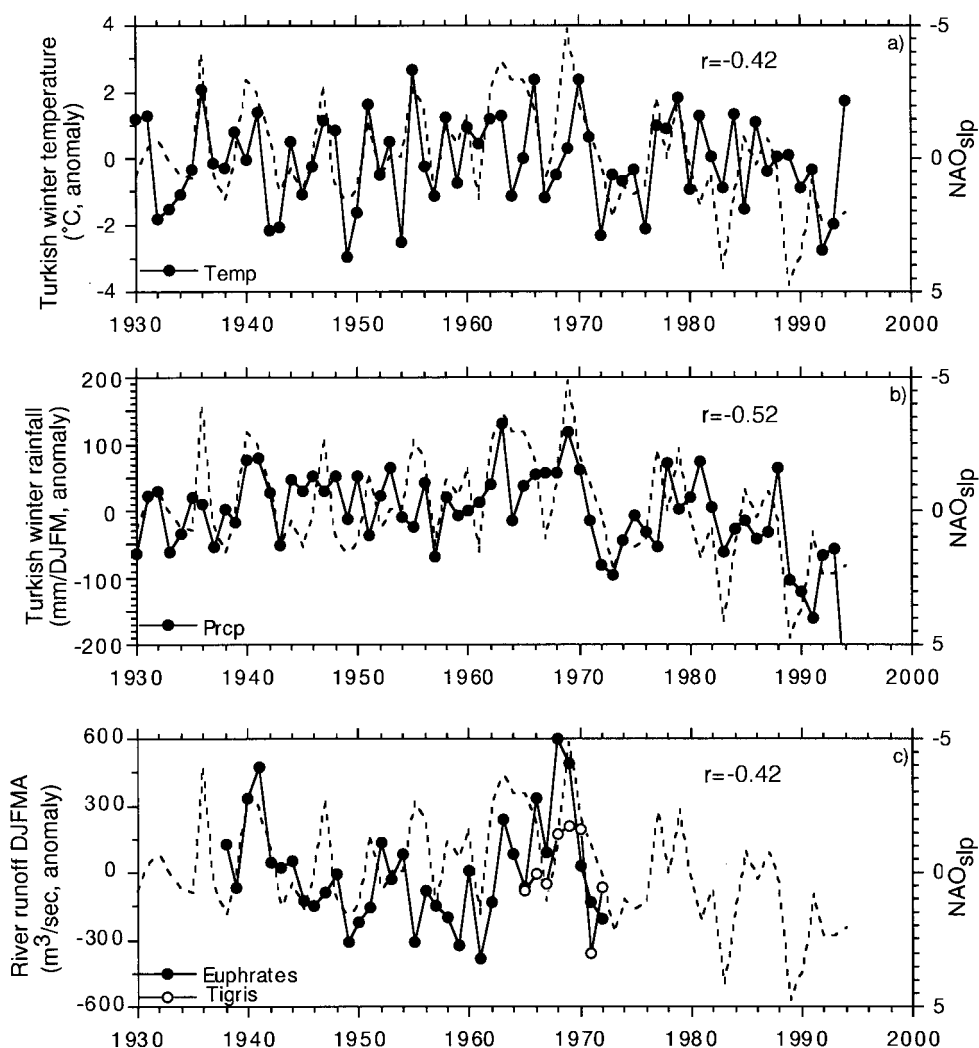 Turkish winter temperature
(°C, anomaly)
4
2
0
-2
-4
a)
r=-0.42
Temp
-5
0
5
NAOslp
1930 1940 1950 1960 1970 1980 1990 2000
Turkish winter rainfall
(mm/DJFM, anomaly)
200
100
0
-100
-200
b)
r=-0.52
Prcp
-5
0
5
NAOslp
1930 1940 1950 1960 1970 1980 1990 2000
River runoff DJFMA
(m³/sec, anomaly)
600
300
0
-300
-600
c)
r=-0.42
Euphrates
Tigris
-5
0
5
NAOslp
1930 1940 1950 1960 1970 1980 1990 2000